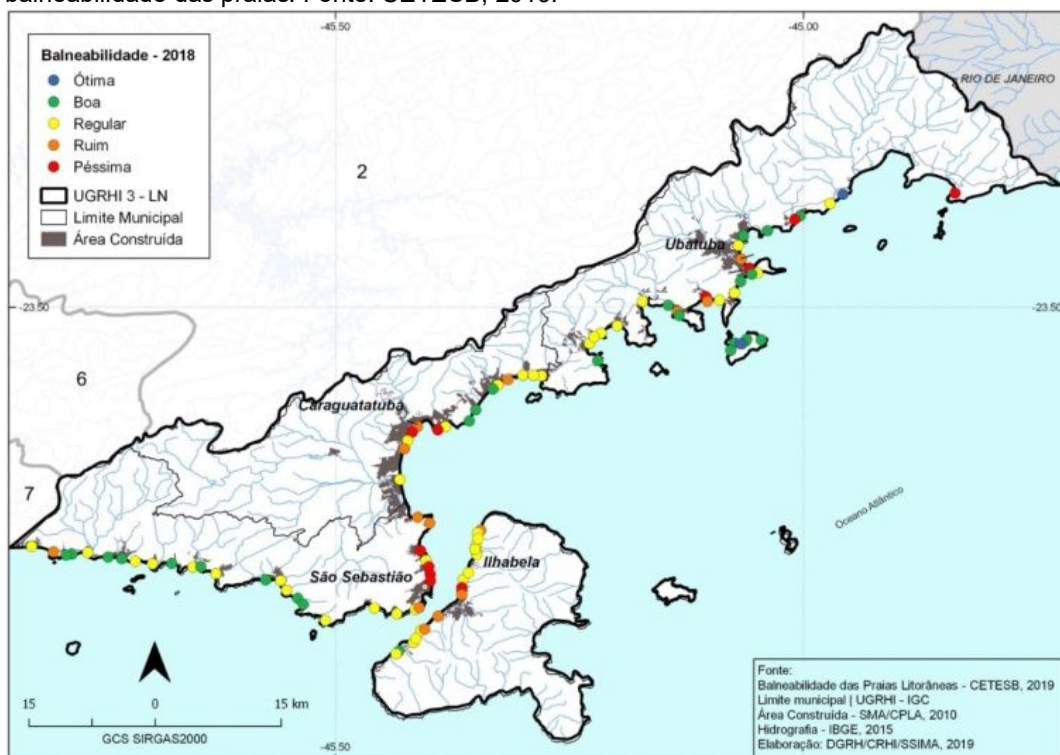 balneabilidade das praias. Fonte: CETESB, 2019.
-45.50
-45.00
Balneabilidade - 2018
Ótima
Boa
Regular
Ruim
Péssima
UGRHI 3 - LN
Limite Municipal
Área Construída
RIO DE JANEIRO
2
Ubatuba
-23.50
-23.50
6
Caraguatatuba
7
Oceano Atlântico
Ilhabela
São Sebastião
15
0
15 km
GCS SIRGAS2000
-45.50
Fonte:
Balneabilidade das Praias Litorâneas - CETESB, 2019
Limite municipal | UGRHI - IGC
Área Construída - SMA/CPLA, 2010
Hidrografia - IBGE, 2015
Elaboração: DGRH/CRHI/SSIMA, 2019